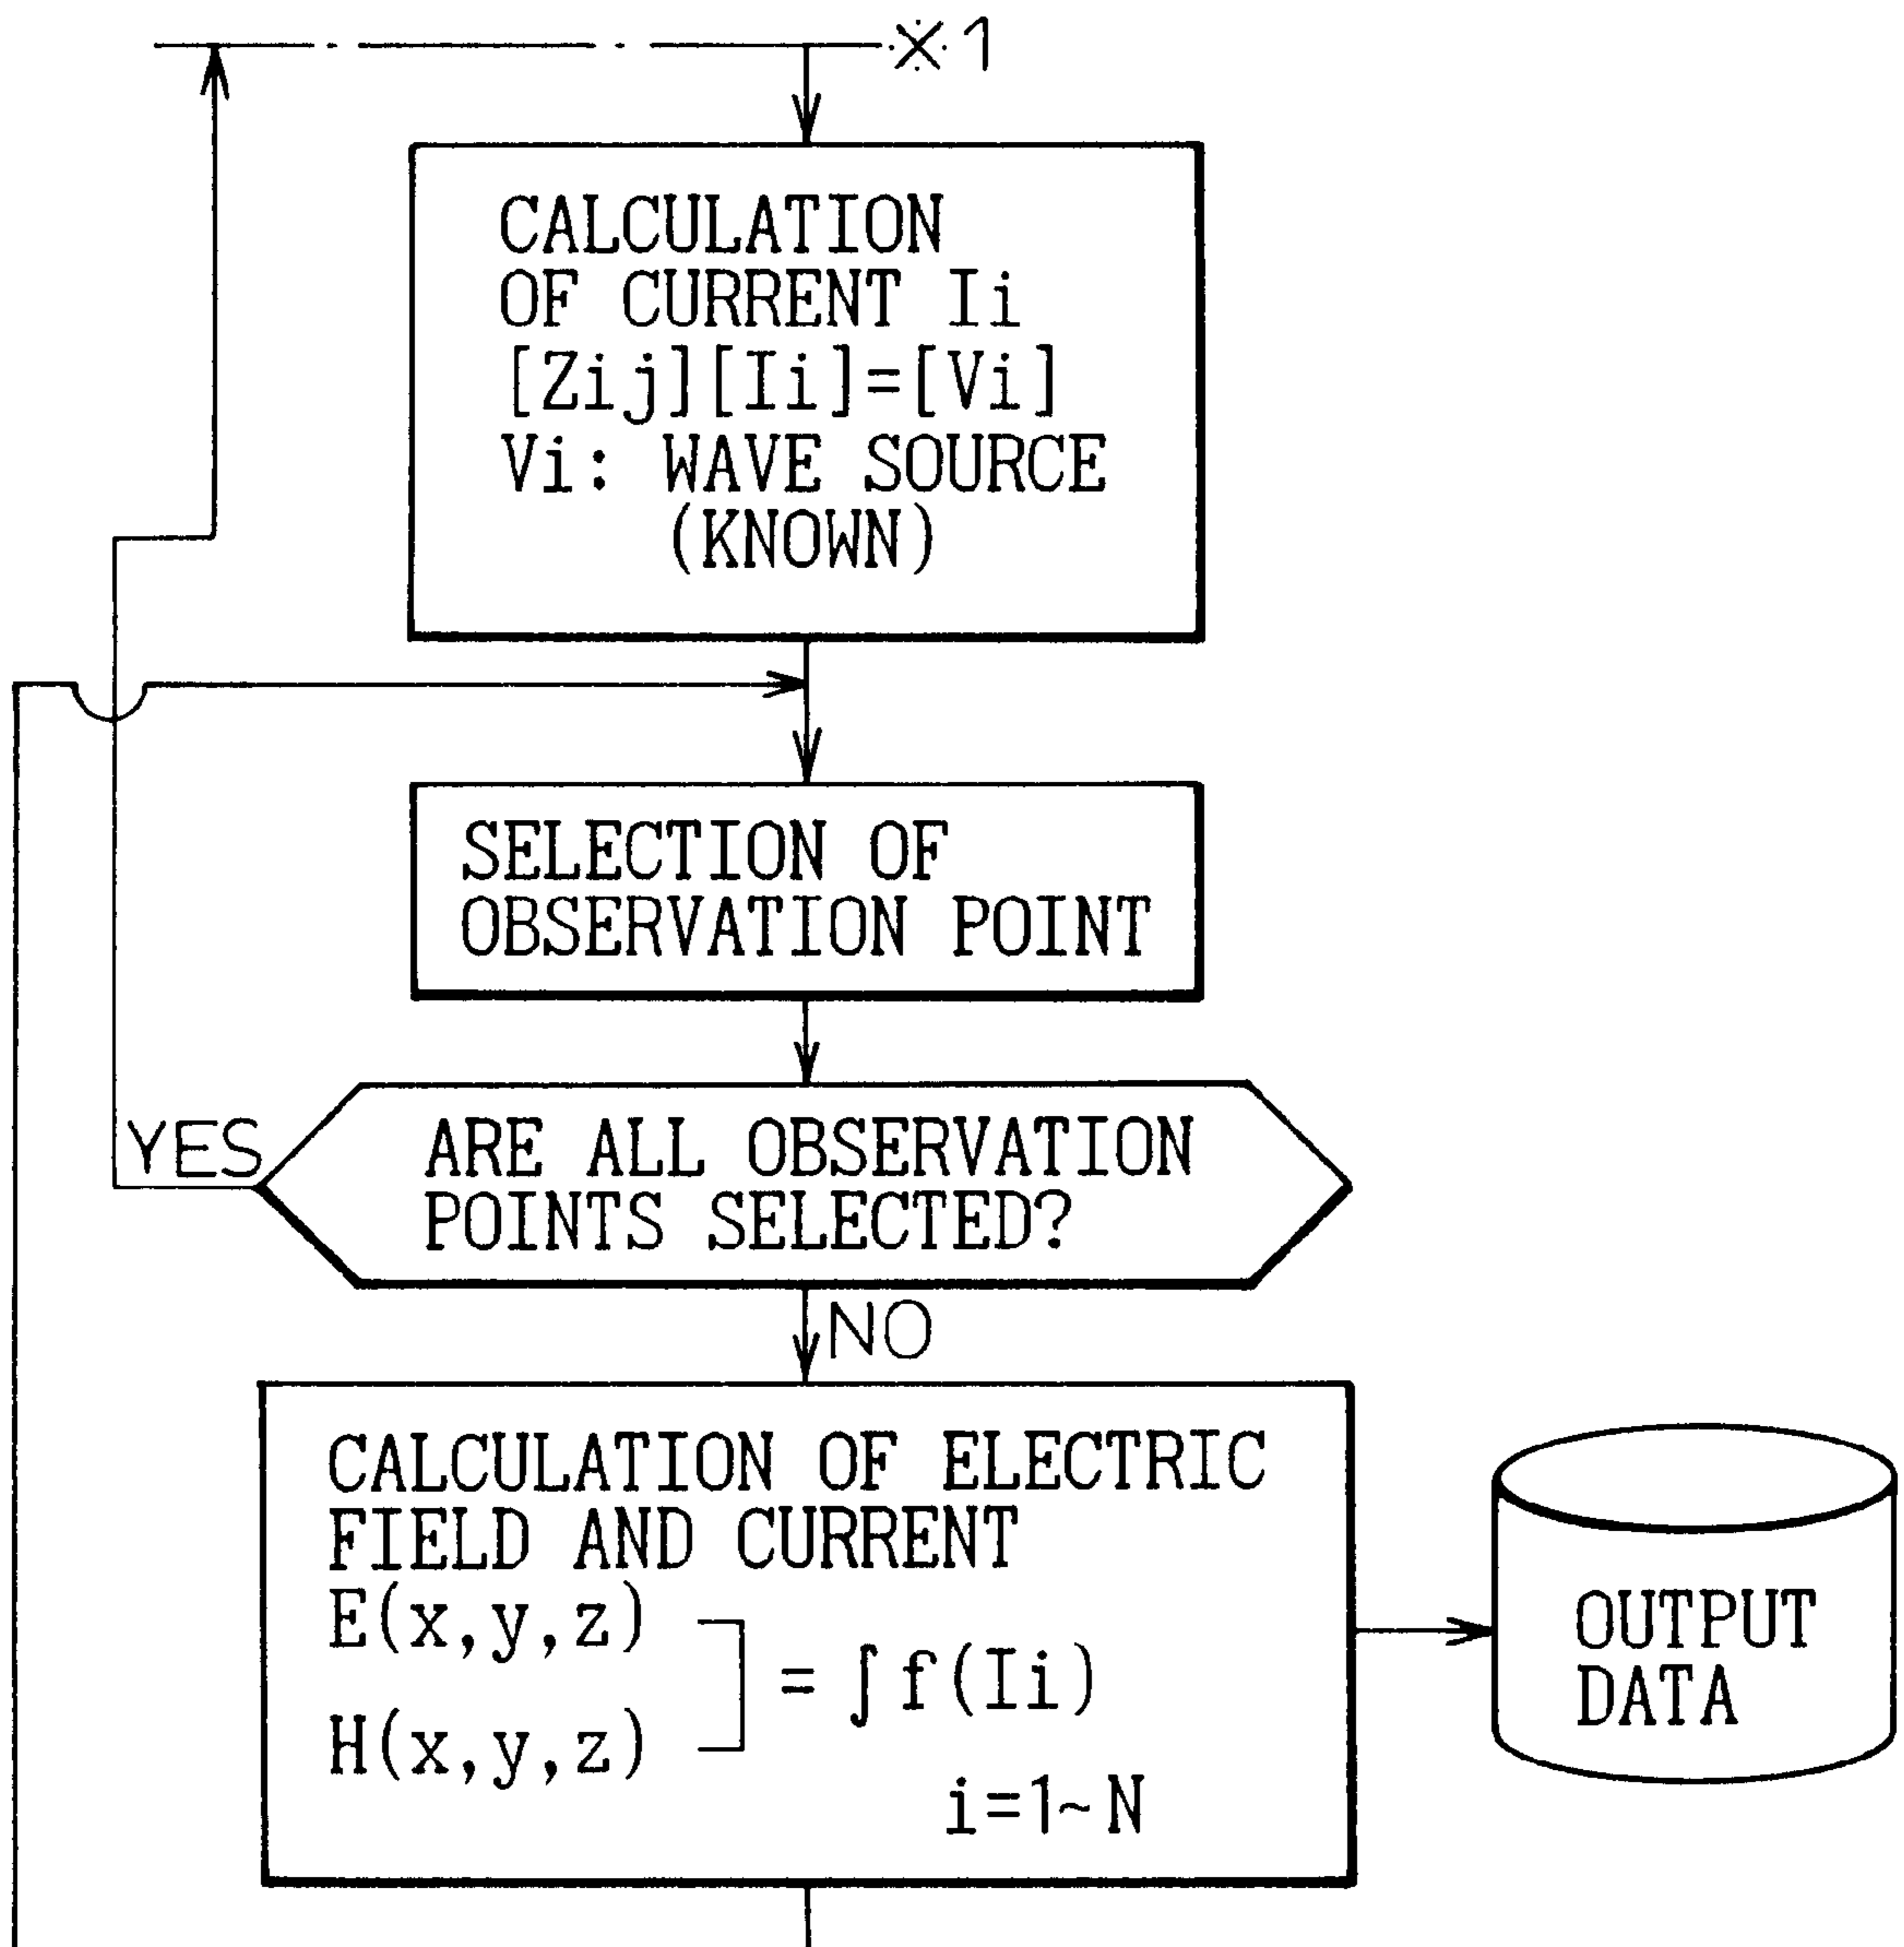 ※1
CALCULATION
OF CURRENT Ii
[Zij][Ii]=[Vi]
Vi: WAVE SOURCE
(KNOWN)
SELECTION OF
OBSERVATION POINT
YES
ARE ALL OBSERVATION
POINTS SELECTED?
NO
CALCULATION OF ELECTRIC
FIELD AND CURRENT
E(x,y,z)
= ∫f(Ii)
H(x,y,z)
i=1~N
OUTPUT
DATA